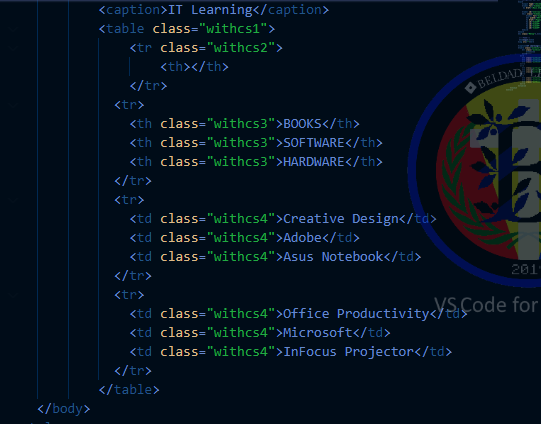 <caption>IT Learning</caption>
<table class="withcs1">
<tr class="withcs2">
<th></th>
</tr>
<tr>
<th class="withcs3">BOOKS</th>
<th class="withcs3">SOFTWARE</th>
<th class="withcs3">HARDWARE</th>
</tr>
<tr>
<td class="withcs4">Creative Design</td>
<td class="withcs4">Adobe</td>
<td class="withcs4">Asus Notebook</td>
</tr>
<tr>
<td class="withcs4">Office Productivity</td>
<td class="withcs4">Microsoft</td>
<td class="withcs4">InFocus Projector</td>
</tr>
</table>
</body>
BELDAD
VS.Code for